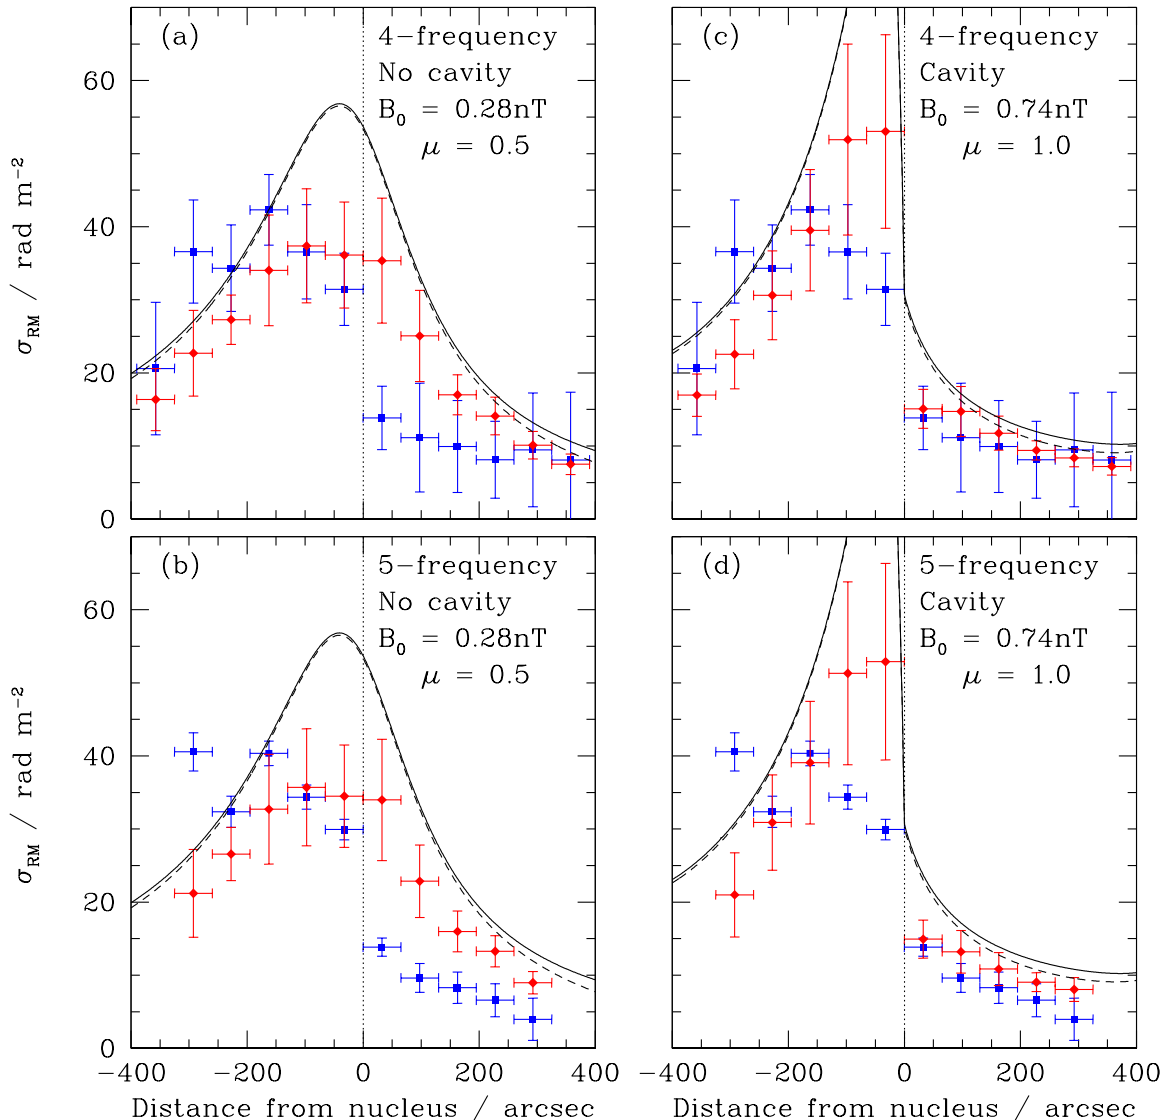 (a)
4-frequency
No cavity
B₀ = 0.28nT
μ = 0.5
(c)
4-frequency
Cavity
B₀ = 0.74nT
μ = 1.0
60
40
20
0
σRM / rad m⁻²
(b)
5-frequency
No cavity
B₀ = 0.28nT
μ = 0.5
(d)
5-frequency
Cavity
B₀ = 0.74nT
μ = 1.0
60
40
20
0
σRM / rad m⁻²
−400 −200 0 200 400
−400 −200 0 200 400
Distance from nucleus / arcsec
Distance from nucleus / arcsec